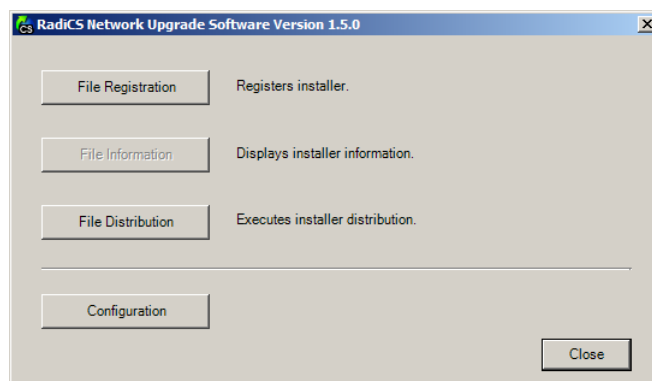 RadiCS Network Upgrade Software Version 1.5.0
File Registration Registers installer.
File Information Displays installer information.
File Distribution Executes installer distribution.
Configuration
Close